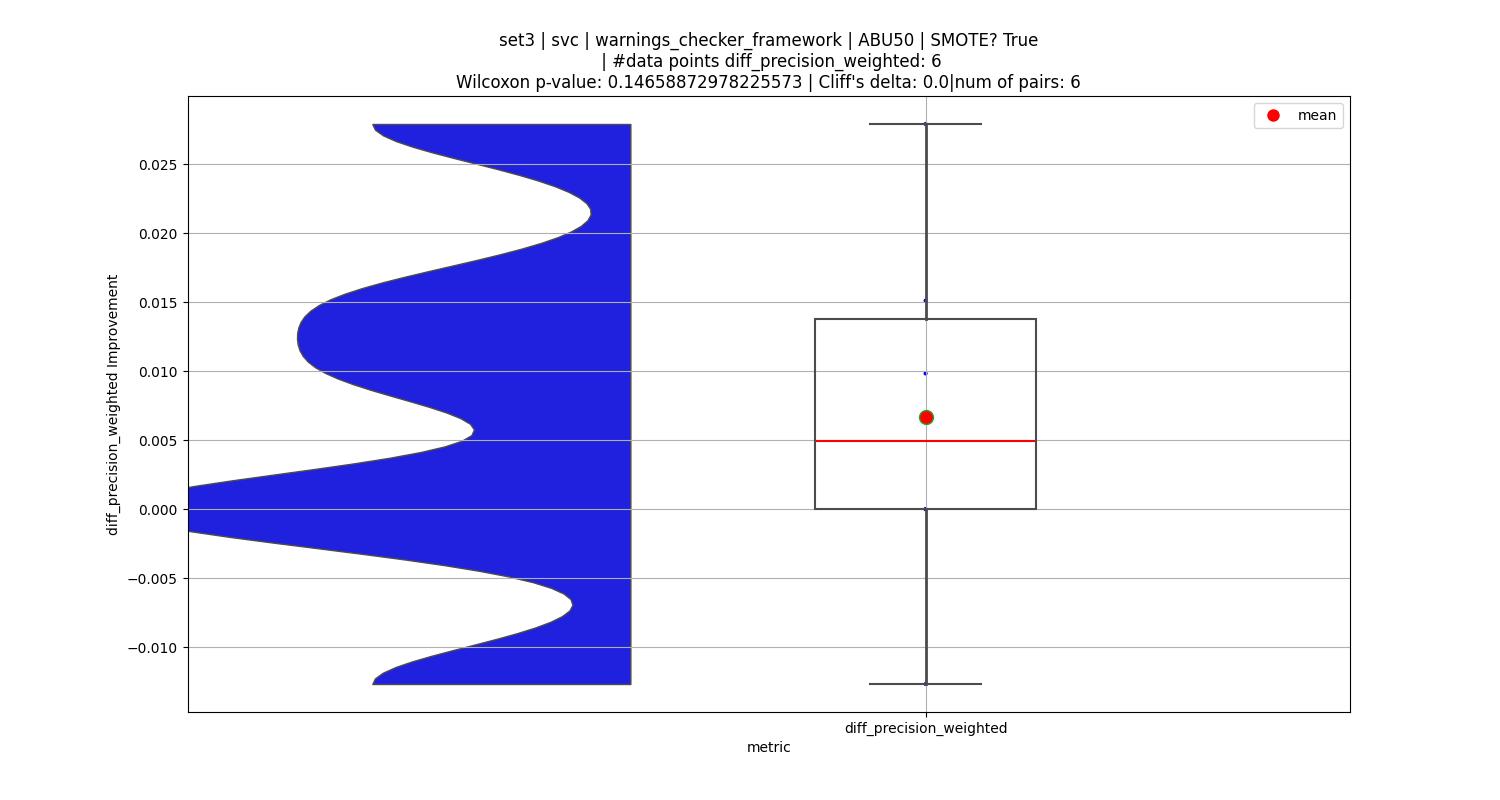 set3 | svc | warnings_checker_framework | ABU50 | SMOTE? True
| #data points diff_precision_weighted: 6
Wilcoxon p-value: 0.14658872978225573 | Cliff's delta: 0.0|num of pairs: 6
mean
0.025
0.020
0.015
0.010
0.005
0.000
−0.005
−0.010
diff_precision_weighted Improvement
diff_precision_weighted
metric